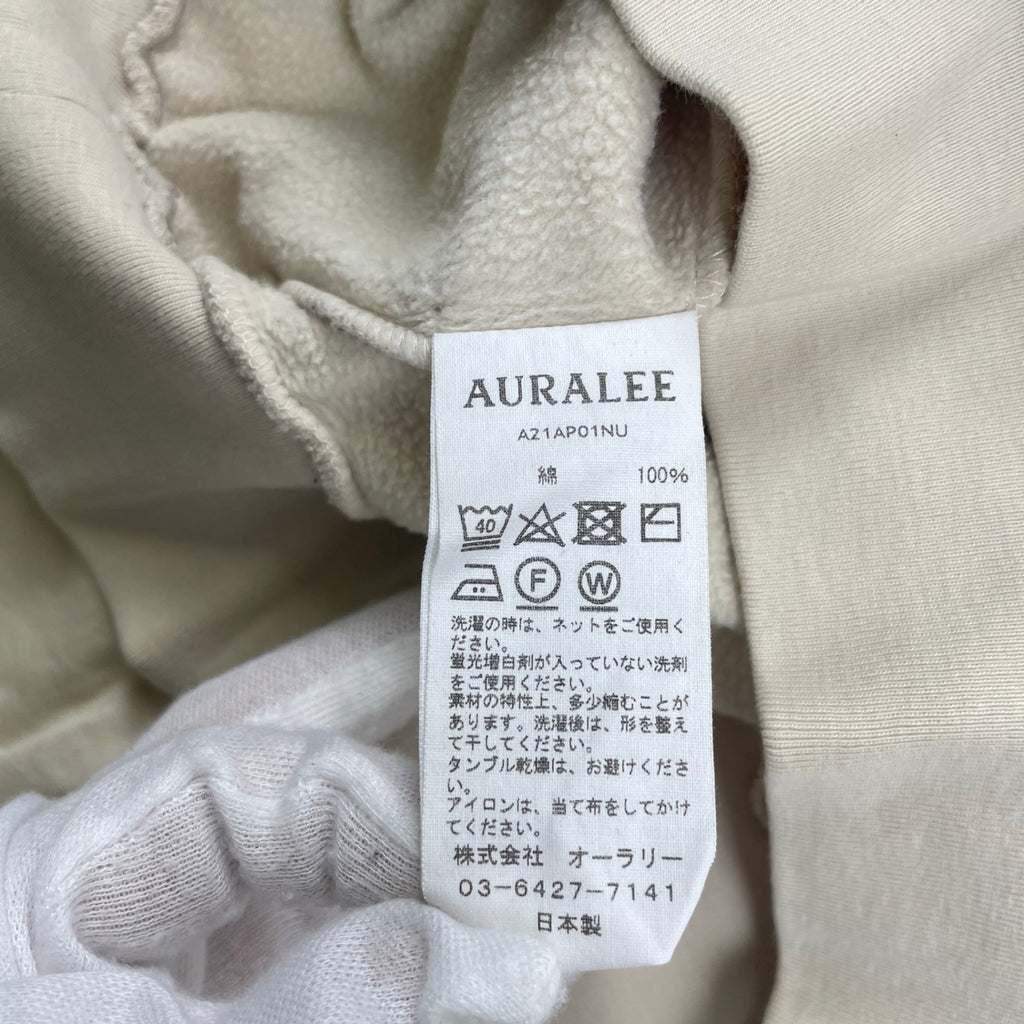 AURALEE
A21AP01NU
綿 100%
40
F W
洗濯の時は、ネットをご使用く
ださい。
蛍光増白剤が入っていない洗剤
をご使用ください。
素材の特性上、多少縮むことが
あります。洗濯後は、形を整え
て干してください。
タンブル乾燥は、お避けくださ
い。
アイロンは、当て布をしてかけ
てください。
株式会社 オーラリー
03-6427-7141
日本製